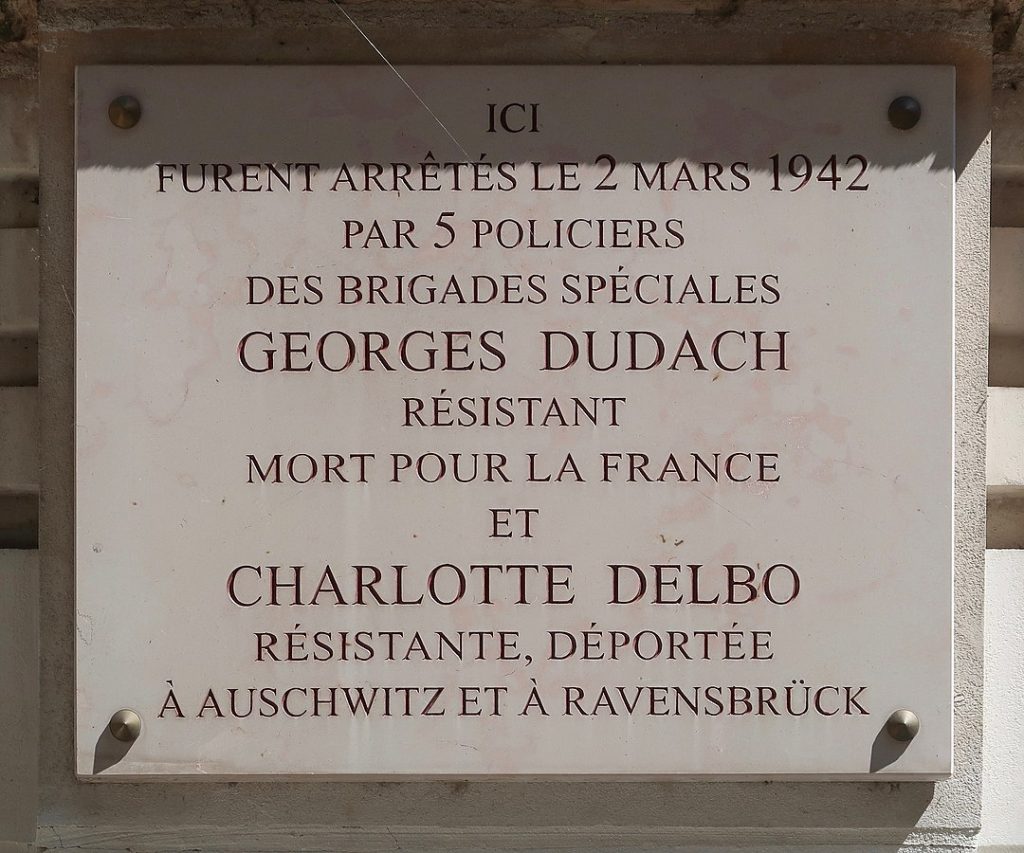 ICI
FURENT ARRÊTÉS LE 2 MARS 1942
PAR 5 POLICIERS
DES BRIGADES SPÉCIALES
GEORGES DUDACH
RÉSISTANT
MORT POUR LA FRANCE
ET
CHARLOTTE DELBO
RÉSISTANTE, DÉPORTÉE
À AUSCHWITZ ET À RAVENSBRÜCK